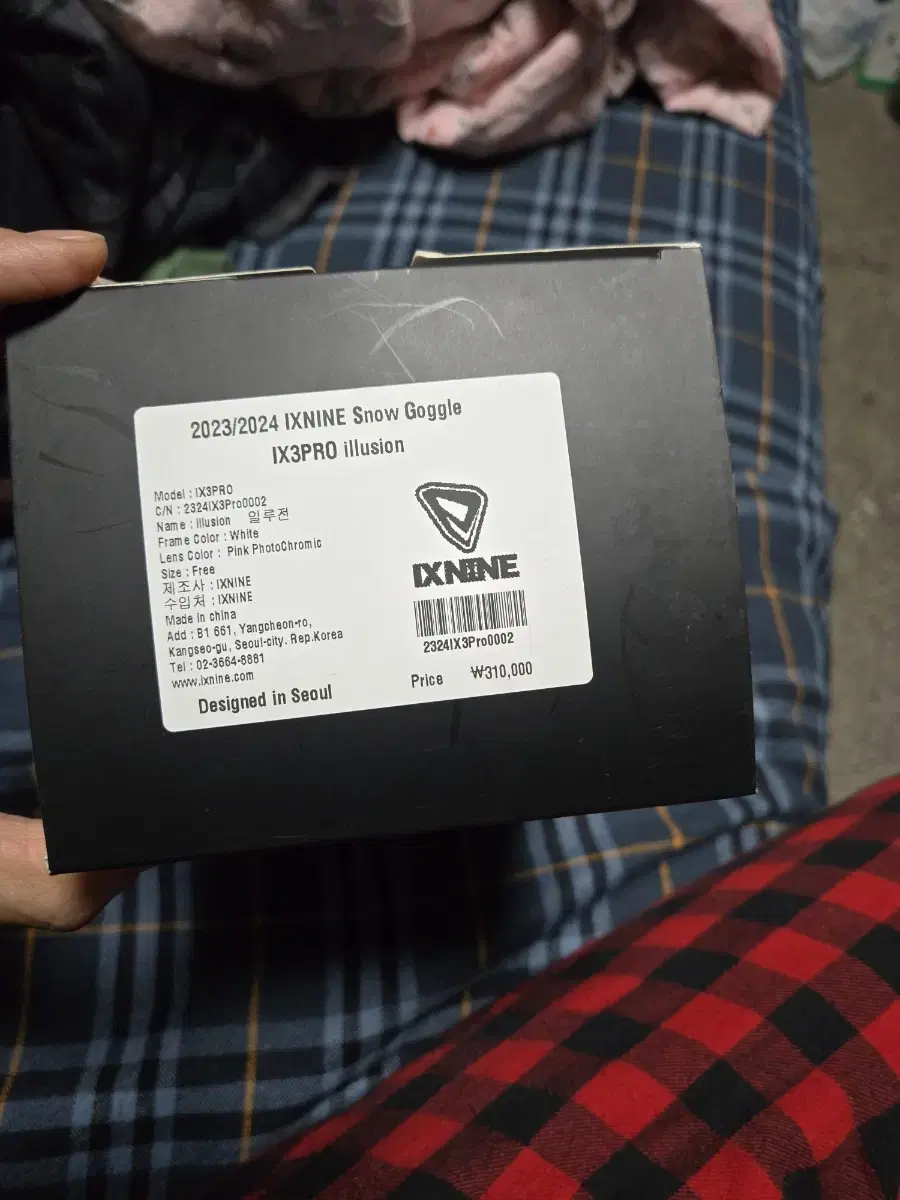 2023/2024 IXNINE Snow Goggle
IX3PRO illusion
Model : IX3PRO
C/N : 2324IX3Pro0002
Name : Illusion 일루전
Frame Color : White
Lens Color : Pink PhotoChromic
Size : Free
제조사 : IXNINE
수입처 : IXNINE
Made in china
Add : B1 661, Yangcheon-ro,
Kangseo-gu, Seoul-city. Rep.Korea
Tel : 02-3664-8881
www.ixnine.com
Designed in Seoul
IXNINE
2324IX3Pro0002
Price ₩310,000